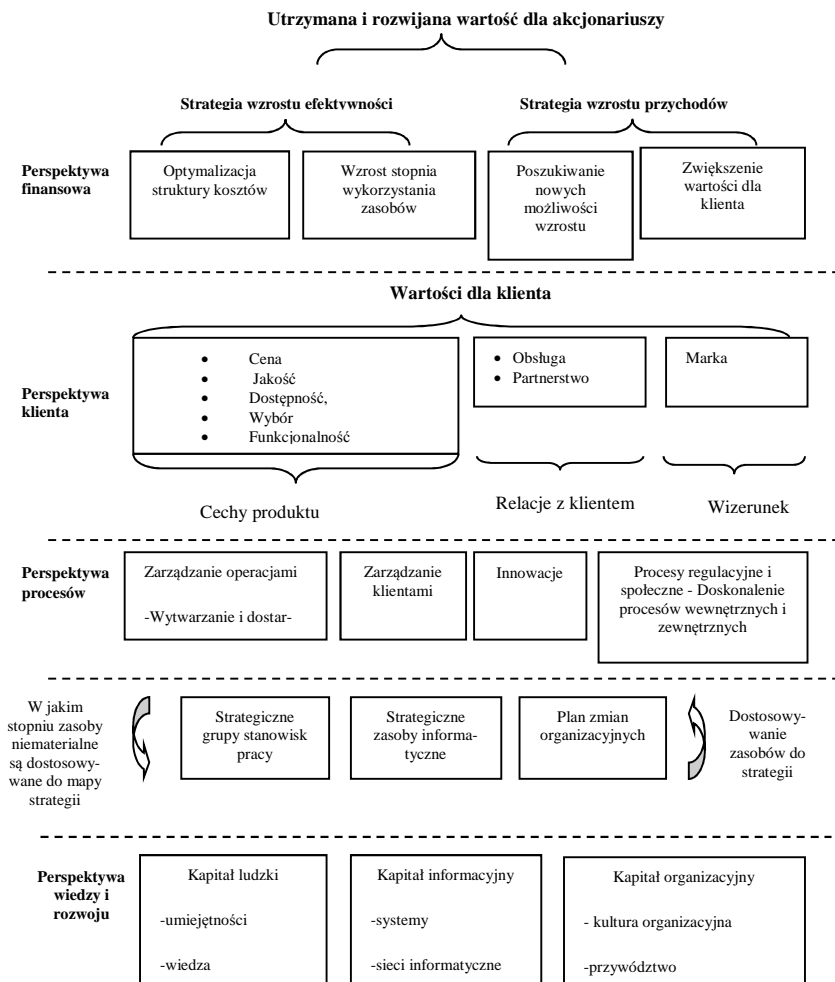 Utrzymana i rozwijana wartość dla akcjonariuszy
Strategia wzrostu efektywności
Strategia wzrostu przychodów
Perspektywa
finansowa
Optymalizacja
struktury kosztów
Wzrost stopnia
wykorzystania
zasobów
Poszukiwanie
nowych
możliwości
wzrostu
Zwiększenie
wartości dla
klienta
Wartości dla klienta
Perspektywa
klienta
• Cena
• Jakość
• Dostępność,
• Wybór
• Funkcjonalność
• Obsługa
• Partnerstwo
Marka
Cechy produktu
Relacje z klientem
Wizerunek
Perspektywa
procesów
Zarządzanie operacjami
-Wytwarzanie i dostar-
Zarządzanie
klientami
Innowacje
Procesy regulacyjne i
społeczne - Doskonalenie
procesów wewnętrznych i
zewnętrznych
W jakim
stopniu zasoby
niematerialne
są dostosowy-
wane do mapy
strategii
Strategiczne
grupy stanowisk
pracy
Strategiczne
zasoby informa-
tyczne
Plan zmian
organizacyjnych
Dostosowy-
wanie
zasobów do
strategii
Perspektywa
wiedzy i
rozwoju
Kapitał ludzki
-umiejętności
-wiedza
Kapitał informacyjny
-systemy
-sieci informatyczne
Kapitał organizacyjny
- kultura organizacyjna
-przywództwo